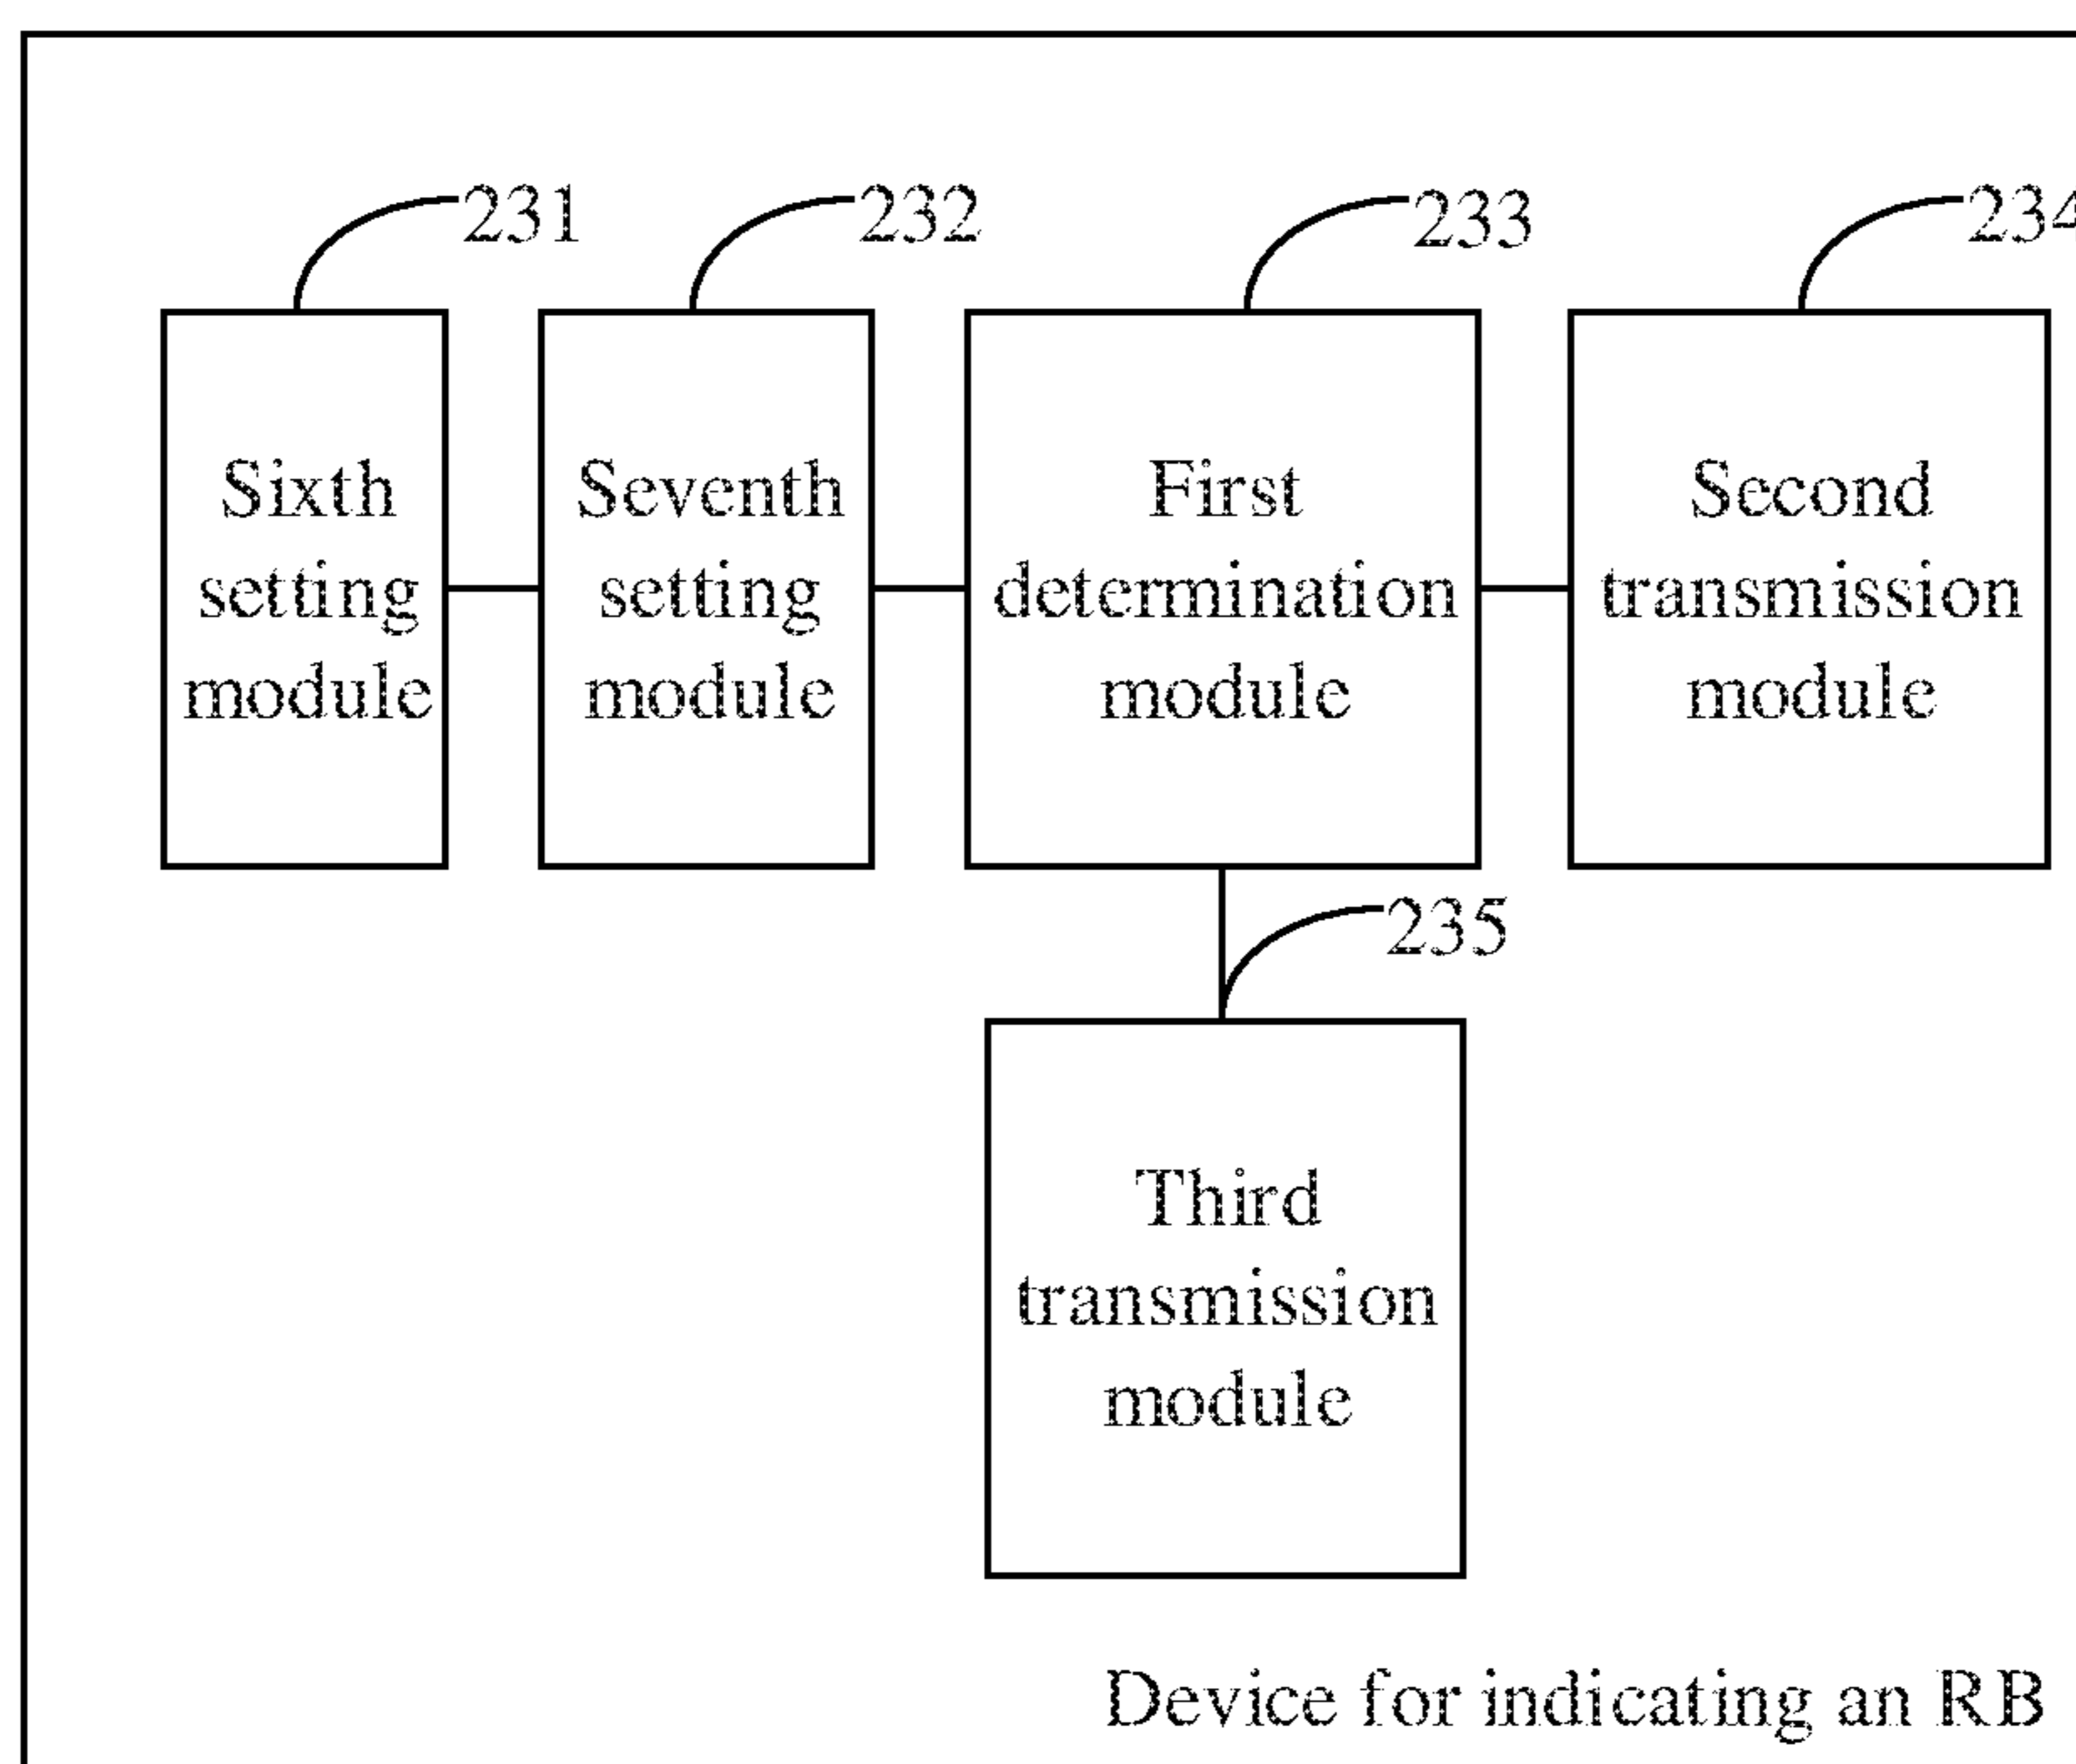 231
232
233
234
Sixth
setting
module
Seventh
setting
module
First
determination
module
Second
transmission
module
235
Third
transmission
module
Device for indicating an RB